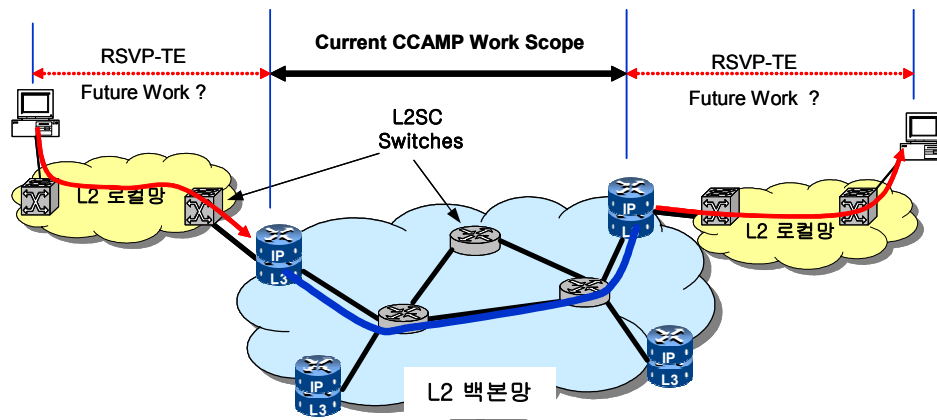 Current CCAMP Work Scope
RSVP-TE
RSVP-TE
Future Work ?
Future Work ?
L2SC
Switches
L2 로컬망
IP
L3
IP
L3
L2 로컬망
IP
L3
L2 백본망
IP
L3